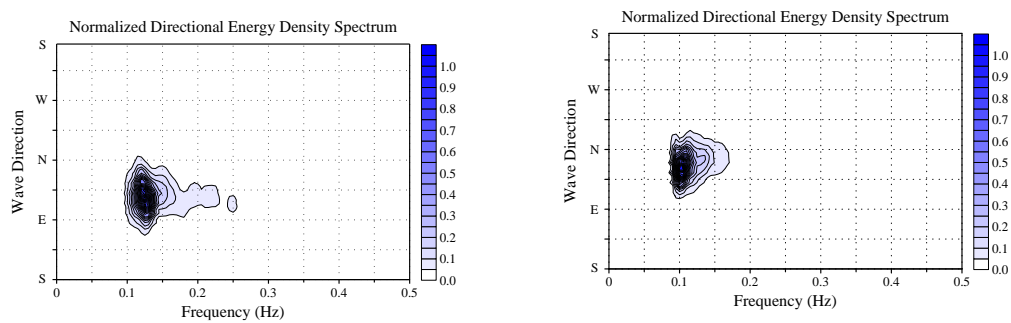 Normalized Directional Energy Density Spectrum
S
W
N
E
S
Wave Direction
0
0.1
0.2
0.3
0.4
0.5
Frequency (Hz)
1.0
0.9
0.8
0.7
0.6
0.5
0.4
0.3
0.2
0.1
0.0
Normalized Directional Energy Density Spectrum
S
W
N
E
S
Wave Direction
0
0.1
0.2
0.3
0.4
0.5
Frequency (Hz)
1.0
0.9
0.8
0.7
0.6
0.5
0.4
0.3
0.2
0.1
0.0